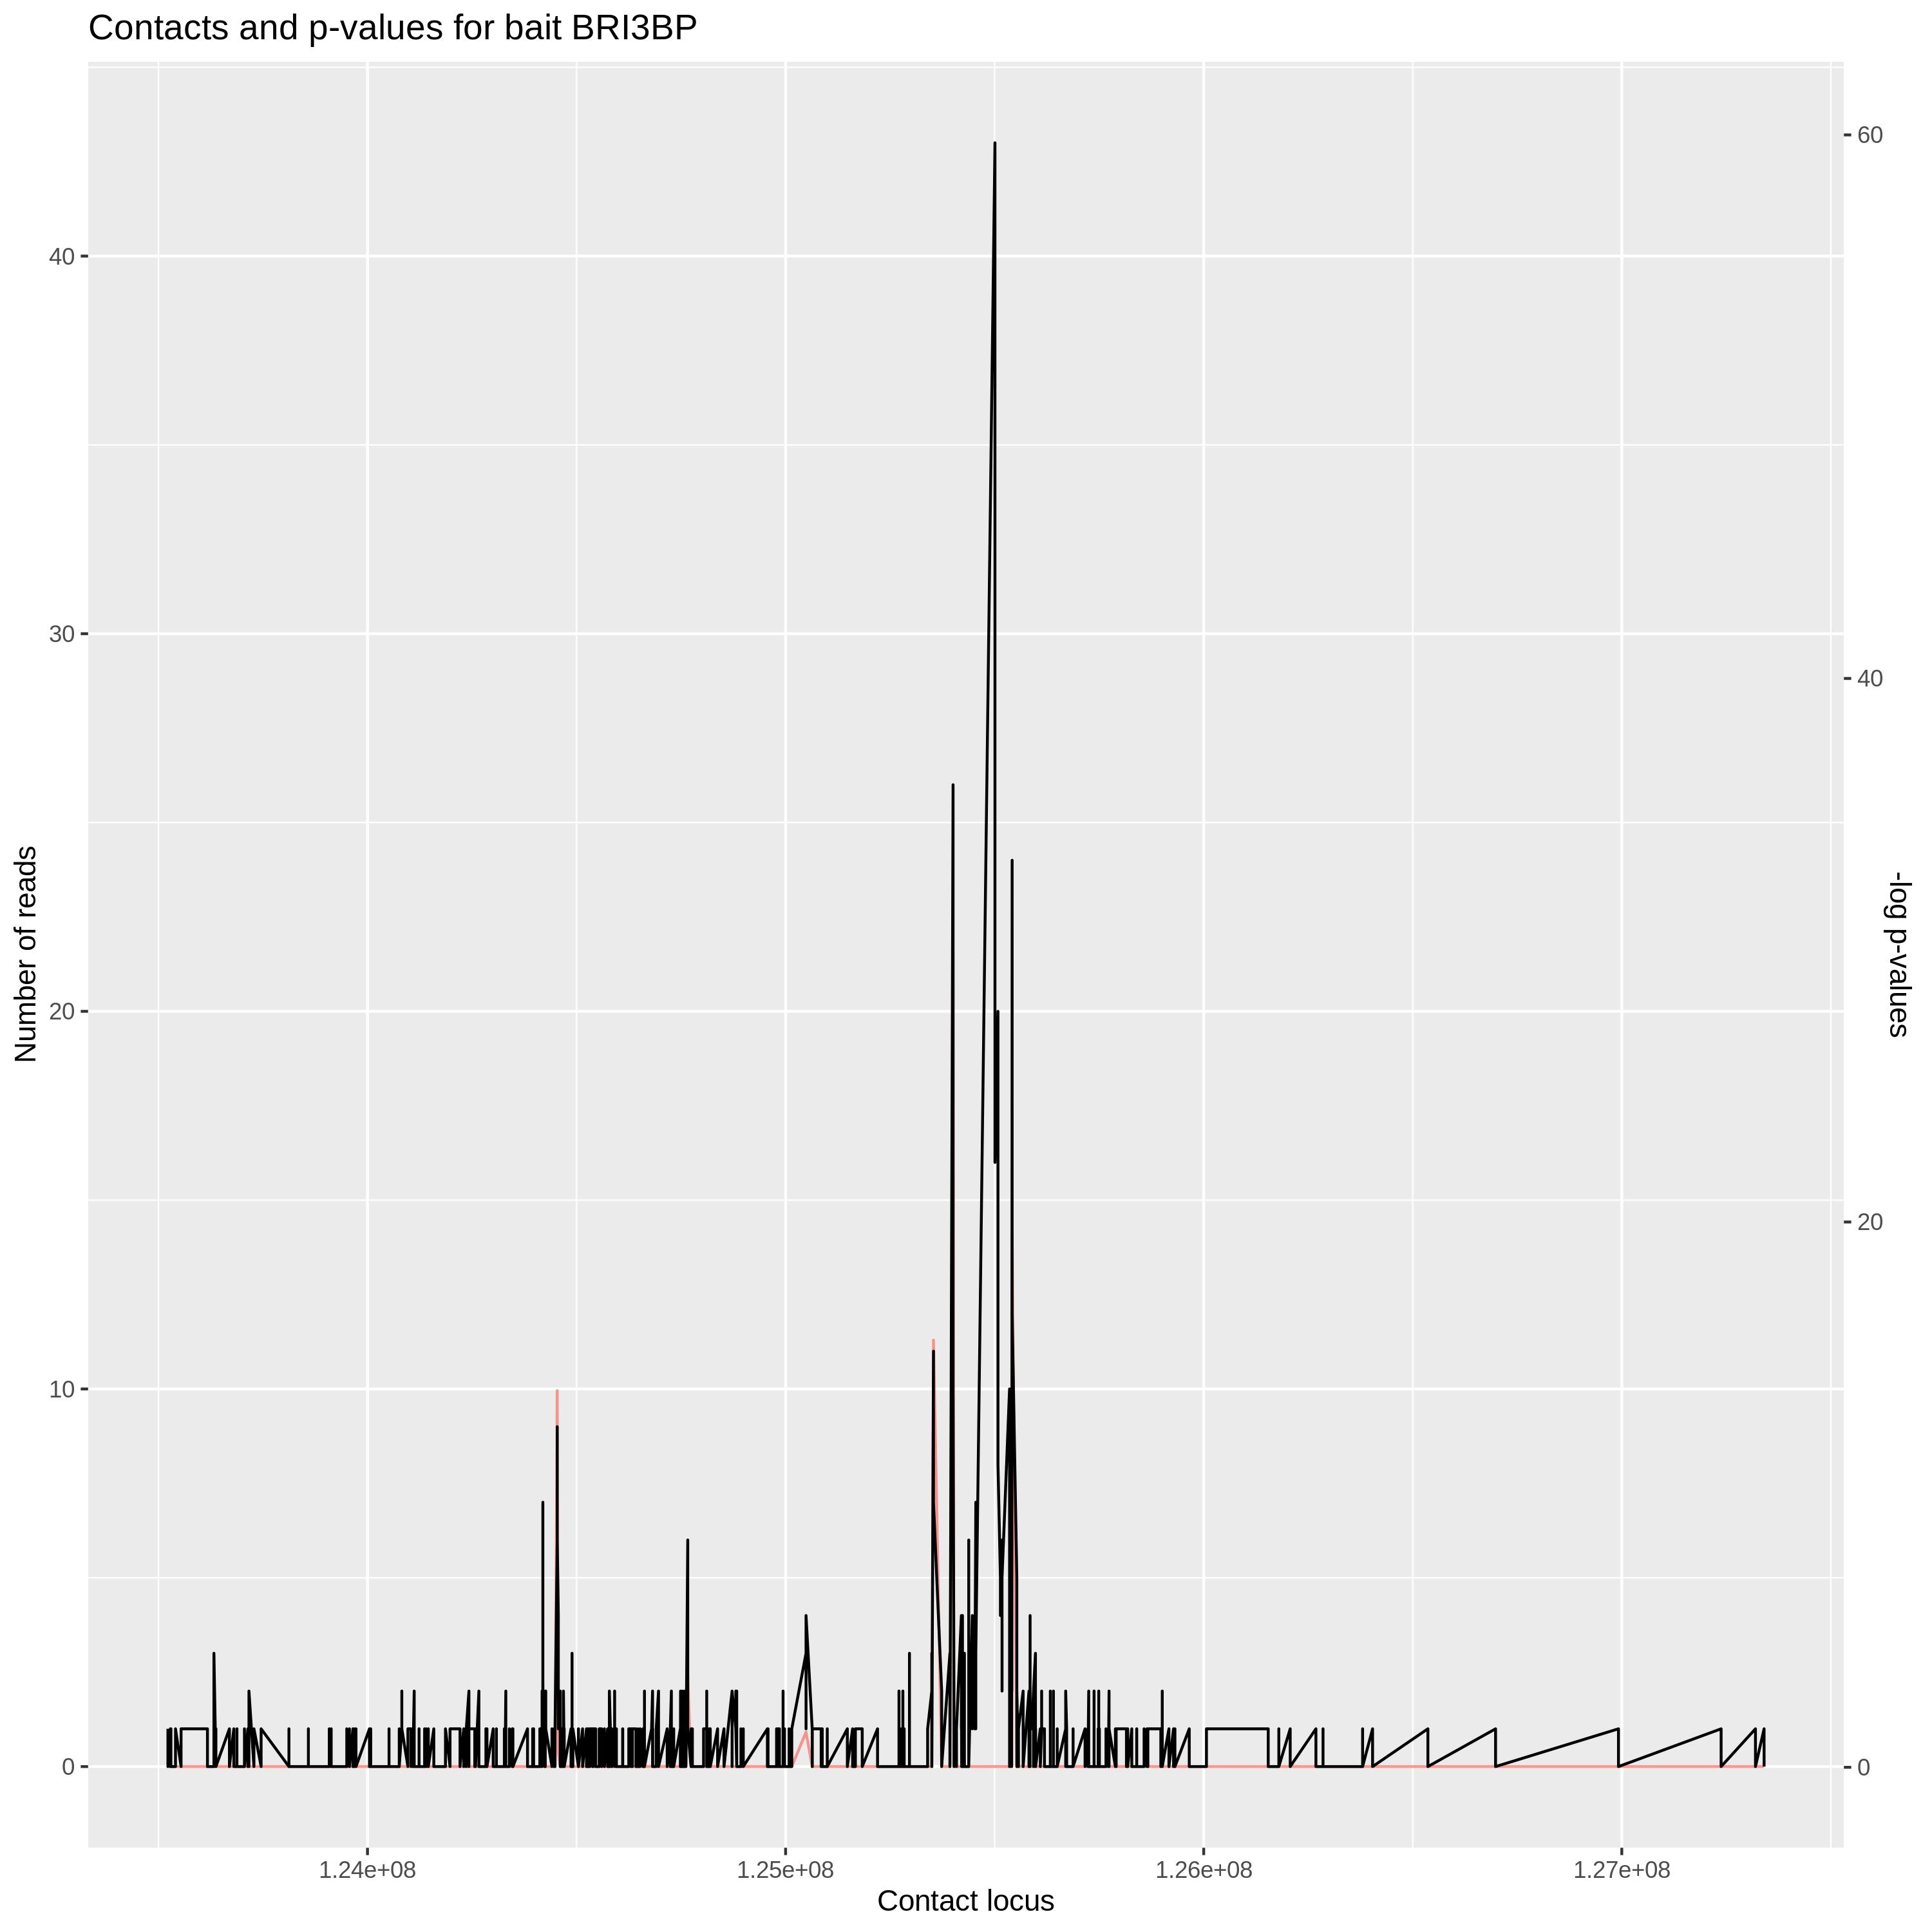 Contacts and p-values for bait BRI3BP
60
40
40
30
20
20
10
0
0
Number of reads
-log p-values
1.24e+08
1.25e+08
1.26e+08
1.27e+08
Contact locus